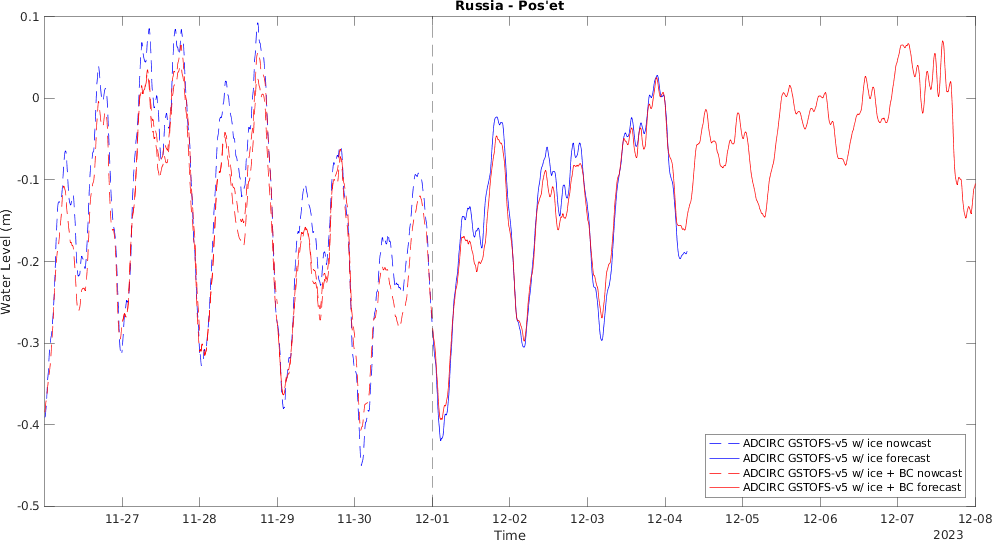 Russia - Pos'et
Water Level (m)
0.1
0
-0.1
-0.2
-0.3
-0.4
-0.5
11-27
11-28
11-29
11-30
12-01
12-02
12-03
12-04
12-05
12-06
12-07
12-08
Time
2023
ADCIRC GSTOFS-v5 w/ ice nowcast
ADCIRC GSTOFS-v5 w/ ice forecast
ADCIRC GSTOFS-v5 w/ ice + BC nowcast
ADCIRC GSTOFS-v5 w/ ice + BC forecast